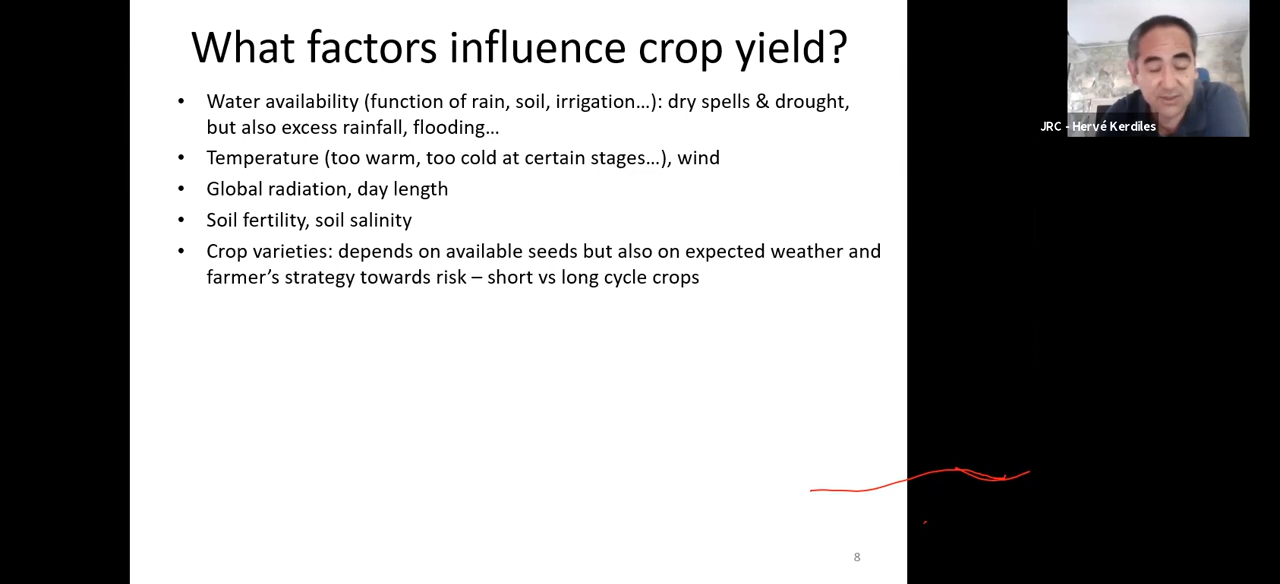 What factors influence crop yield?
• Water availability (function of rain, soil, irrigation…): dry spells & drought,
but also excess rainfall, flooding…
• Temperature (too warm, too cold at certain stages…), wind
• Global radiation, day length
• Soil fertility, soil salinity
• Crop varieties: depends on available seeds but also on expected weather and
farmer’s strategy towards risk – short vs long cycle crops
8
JRC - Hervé Kerdiles